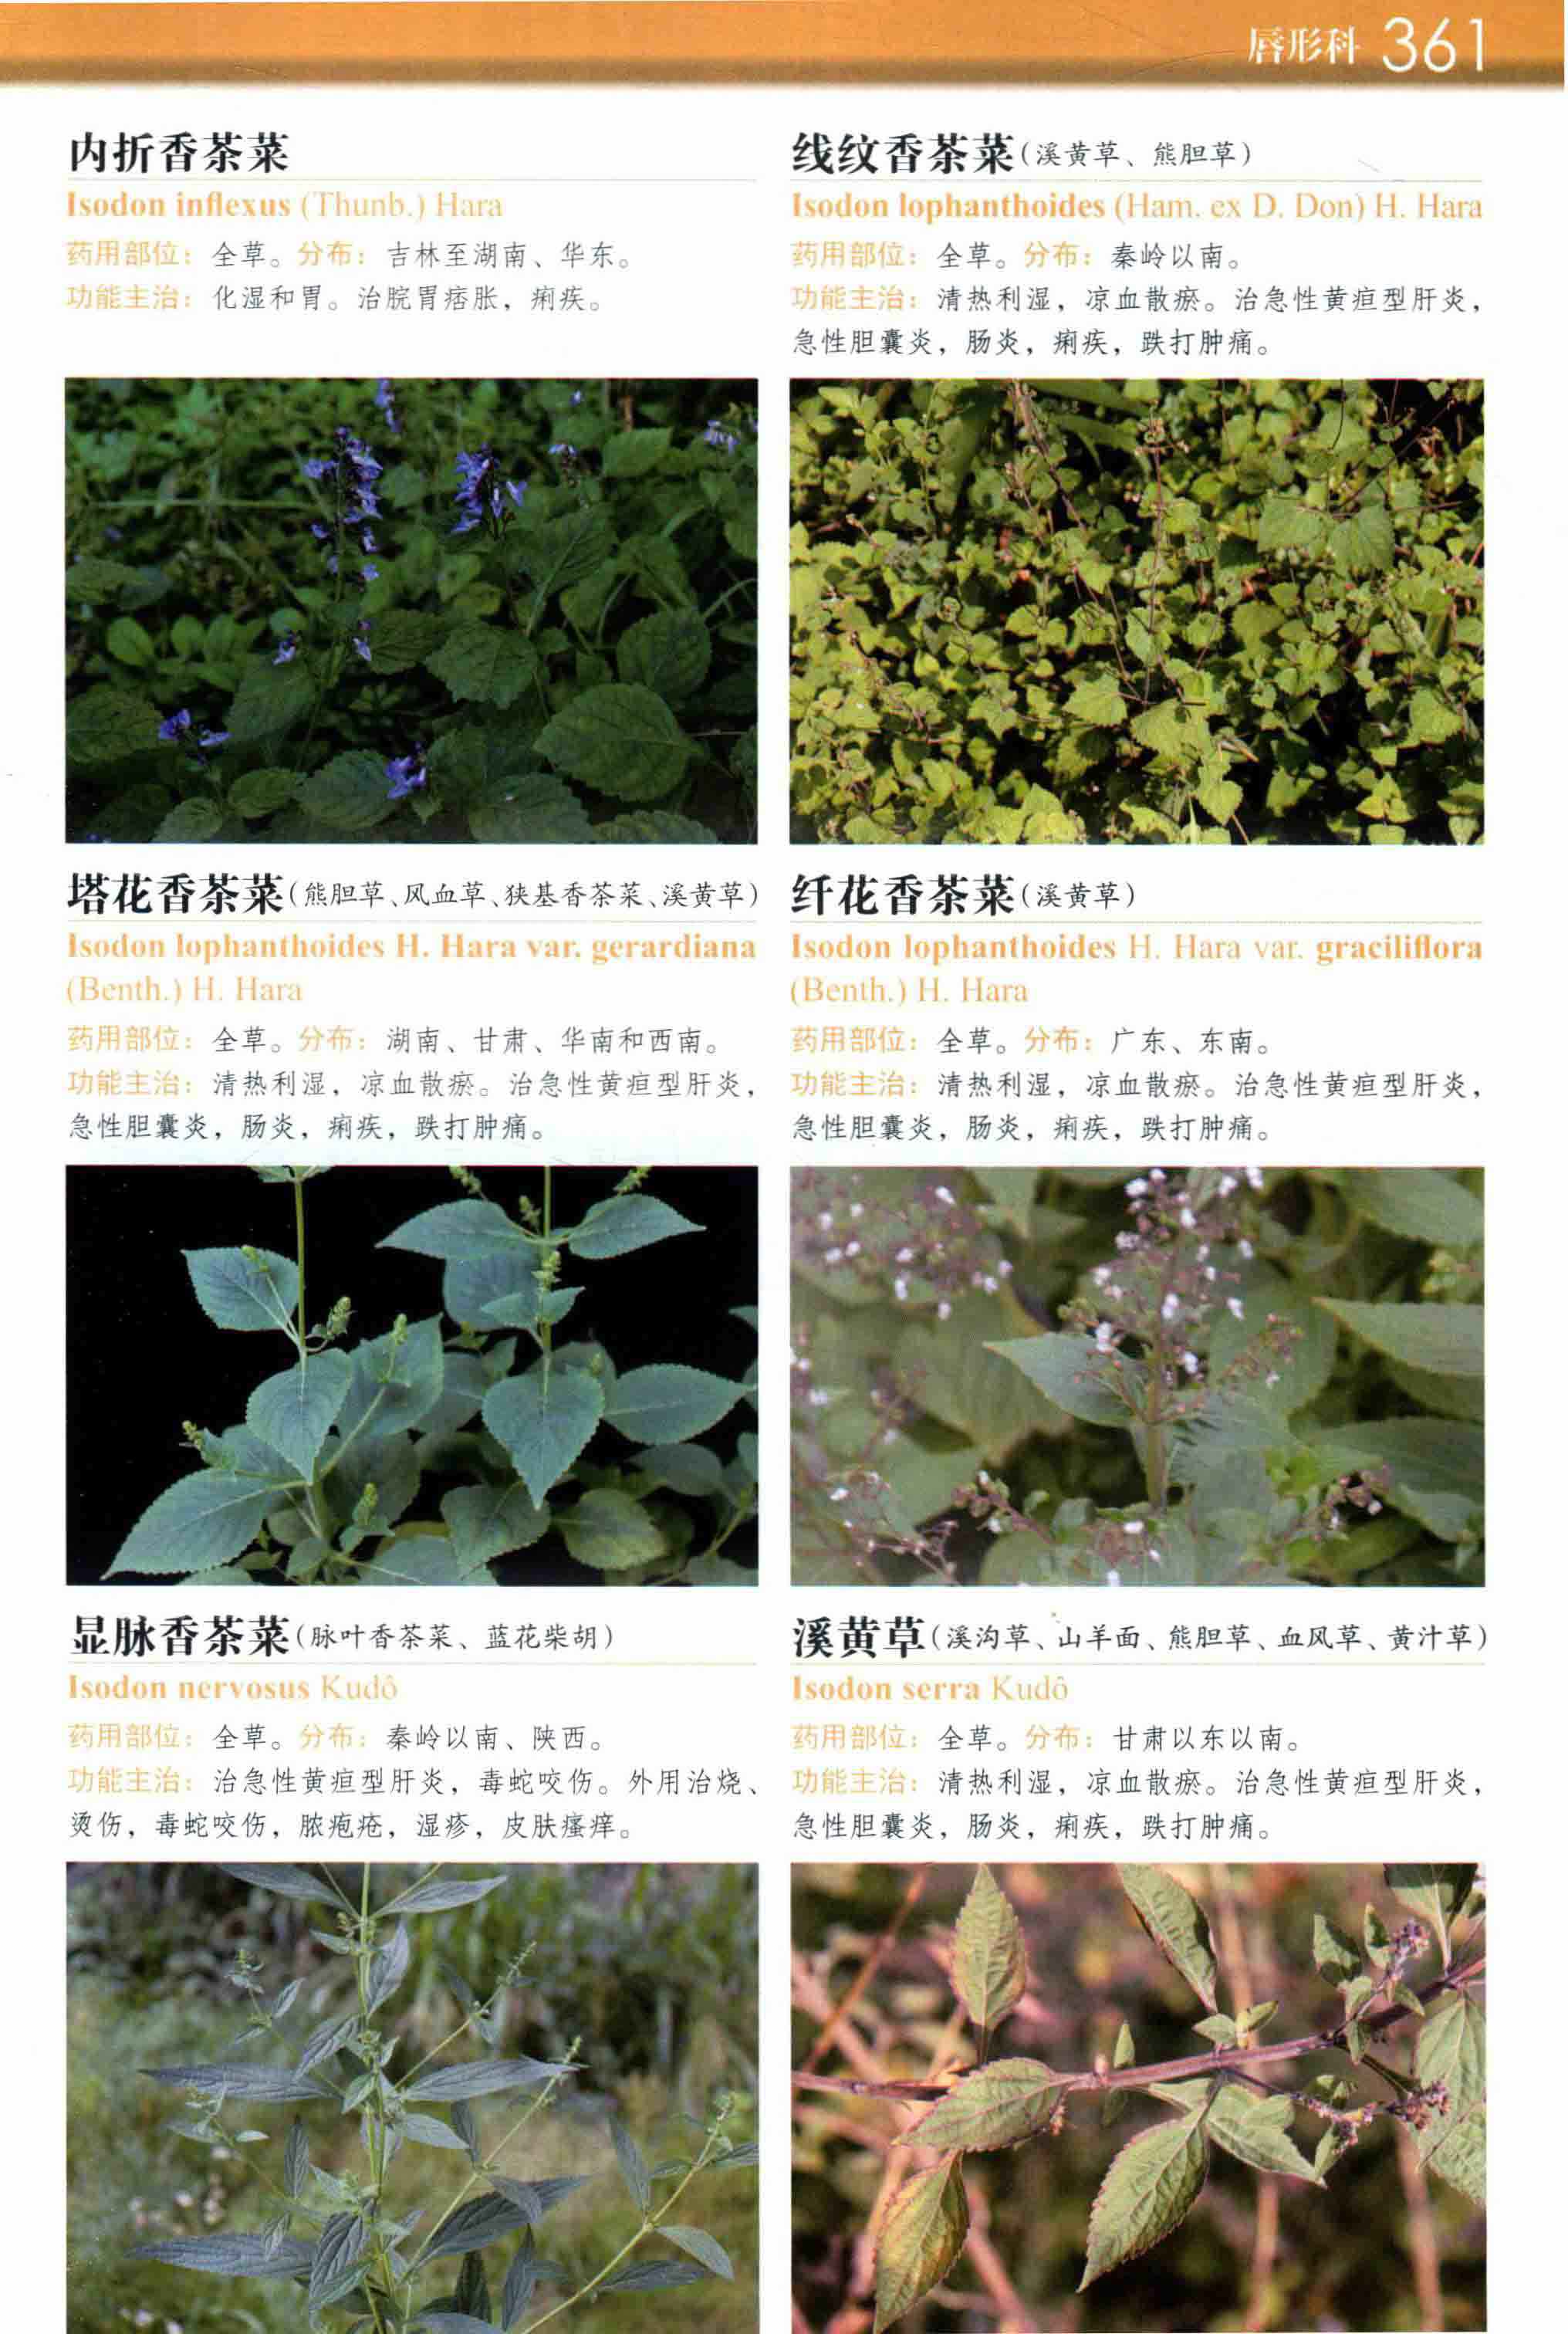 唇形科 361
内折香茶菜
Isodon inflexus (Thunb.) Hara
药用部位：全草。分布：吉林至湖南、华东。
功能主治：化湿和胃。治脘胃痞胀，痢疾。
线纹香茶菜(溪黄草、熊胆草)
Isodon lophanthoides (Ham. ex D. Don) H. Hara
药用部位：全草。分布：秦岭以南。
功能主治：清热利湿，凉血散瘀。治急性黄疸型肝炎，
急性胆囊炎，肠炎，痢疾，跌打肿痛。
塔花香茶菜(熊胆草、风血草、狭基香茶菜、溪黄草)
Isodon lophanthoides H. Hara var. gerardiana
(Benth.) H. Hara
药用部位：全草。分布：湖南、甘肃、华南和西南。
功能主治：清热利湿，凉血散瘀。治急性黄疸型肝炎，
急性胆囊炎，肠炎，痢疾，跌打肿痛。
纤花香茶菜(溪黄草)
Isodon lophanthoides H. Hara var. graciliflora
(Benth.) H. Hara
药用部位：全草。分布：广东、东南。
功能主治：清热利湿，凉血散瘀。治急性黄疸型肝炎，
急性胆囊炎，肠炎，痢疾，跌打肿痛。
显脉香茶菜(脉叶香茶菜、蓝花柴胡)
Isodon nervosus Kudô
药用部位：全草。分布：秦岭以南、陕西。
功能主治：治急性黄疸型肝炎，毒蛇咬伤。外用治烧、
烫伤，毒蛇咬伤，脓疱疮，湿疹，皮肤瘙痒。
溪黄草(溪沟草、山羊面、熊胆草、血风草、黄汁草)
Isodon serra Kudô
药用部位：全草。分布：甘肃以东以南。
功能主治：清热利湿，凉血散瘀。治急性黄疸型肝炎，
急性胆囊炎，肠炎，痢疾，跌打肿痛。